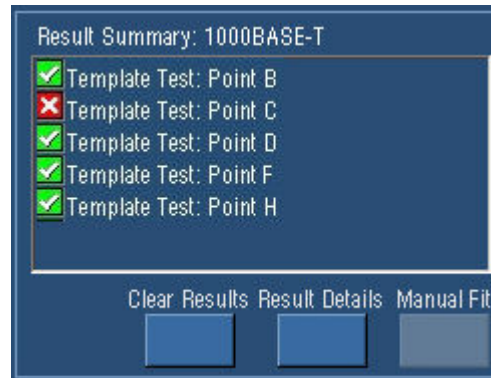 Result Summary: 1000BASE-T
Template Test: Point B
Template Test: Point C
Template Test: Point D
Template Test: Point F
Template Test: Point H
Clear Results Result Details Manual Fit